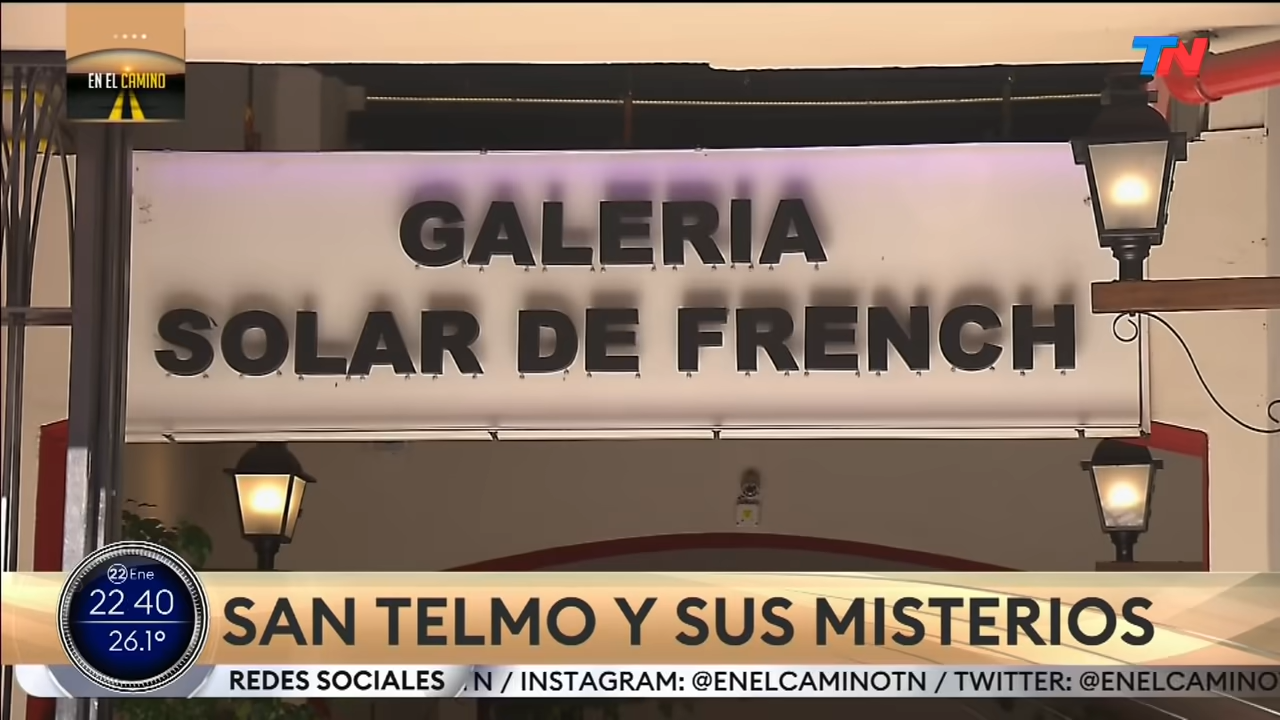 EN EL CAMINO
TN
GALERIA
SOLAR DE FRENCH
22 Ene
22 40
26.1°
SAN TELMO Y SUS MISTERIOS
REDES SOCIALES
N / INSTAGRAM: @ENELCAMINOTN / TWITTER: @ENELCAMINO